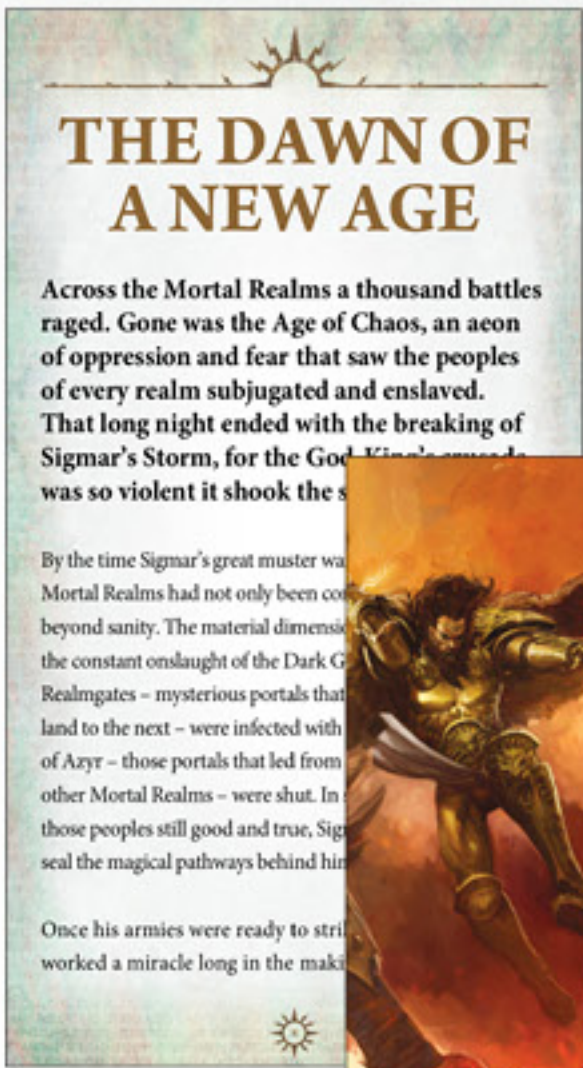 THE DAWN OF
A NEW AGE
Across the Mortal Realms a thousand battles
raged. Gone was the Age of Chaos, an aeon
of oppression and fear that saw the peoples
of every realm subjugated and enslaved.
That long night ended with the breaking of
Sigmar's Storm, for the God-King's crusade
was so violent it shook the
By the time Sigmar's great muster
Mortal Realms had not only been
beyond sanity. The material
the constant onslaught of the Dark
Realmgates – mysterious portals that
land to the next – were infected with
of Azyr – those portals that led from
other Mortal Realms – were shut. In
those peoples still good and true,
seal the magical pathways behind
Once his armies were ready to
worked a miracle long in the